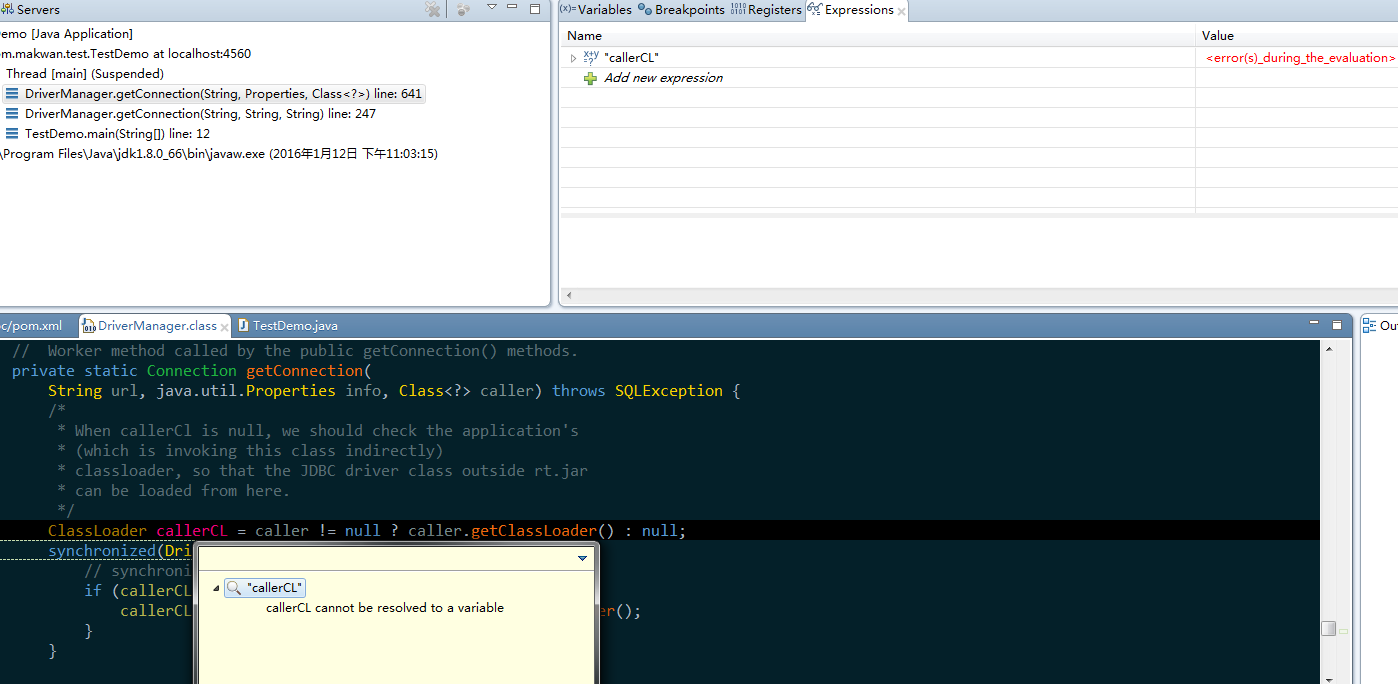 Servers
emo [Java Application]
om.makwan.test.TestDemo at localhost:4560
Thread [main] (Suspended)
DriverManager.getConnection(String, Properties, Class<?>) line: 641
DriverManager.getConnection(String, String, String) line: 247
TestDemo.main(String[]) line: 12
\Program Files\Java\jdk1.8.0_66\bin\javaw.exe (2016年1月12日 下午11:03:15)
(x)= Variables Breakpoints 1010 0101 Registers Expressions
Name Value
x+y =? "callerCL" <error(s)_during_the_evaluation>
Add new expression
c/pom.xml DriverManager.class TestDemo.java Ou
// Worker method called by the public getConnection() methods.
private static Connection getConnection(
String url, java.util.Properties info, Class<?> caller) throws SQLException {
/*
* When callerCl is null, we should check the application's
* (which is invoking this class indirectly)
* classloader, so that the JDBC driver class outside rt.jar
* can be loaded from here.
*/
ClassLoader callerCL = caller != null ? caller.getClassLoader() : null;
synchronized(Dri
// synchroni
if (callerCL
callerCL er();
}
}
"callerCL"
callerCL cannot be resolved to a variable